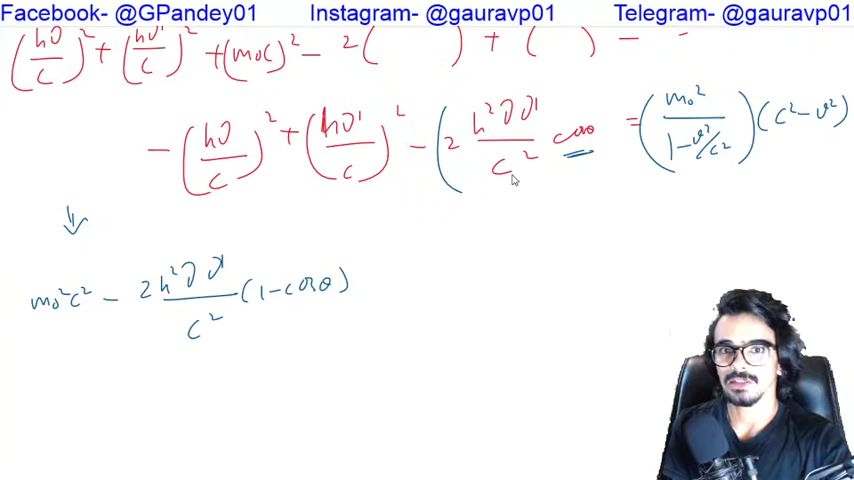 Facebook- @GPandey01 Instagram- @gauravp01 Telegram- @gauravp01
(hν/c)² + (hν'/c)² + (m₀c)² - 2( ) + ( ) -
- (hν/c)² + (hν'/c)² - (2 h²νν'/c² cosθ = (m₀²/1-v²/c²)(c²-v²)
⇓
m₀²c² - 2h²νν'/c² (1-cosθ)